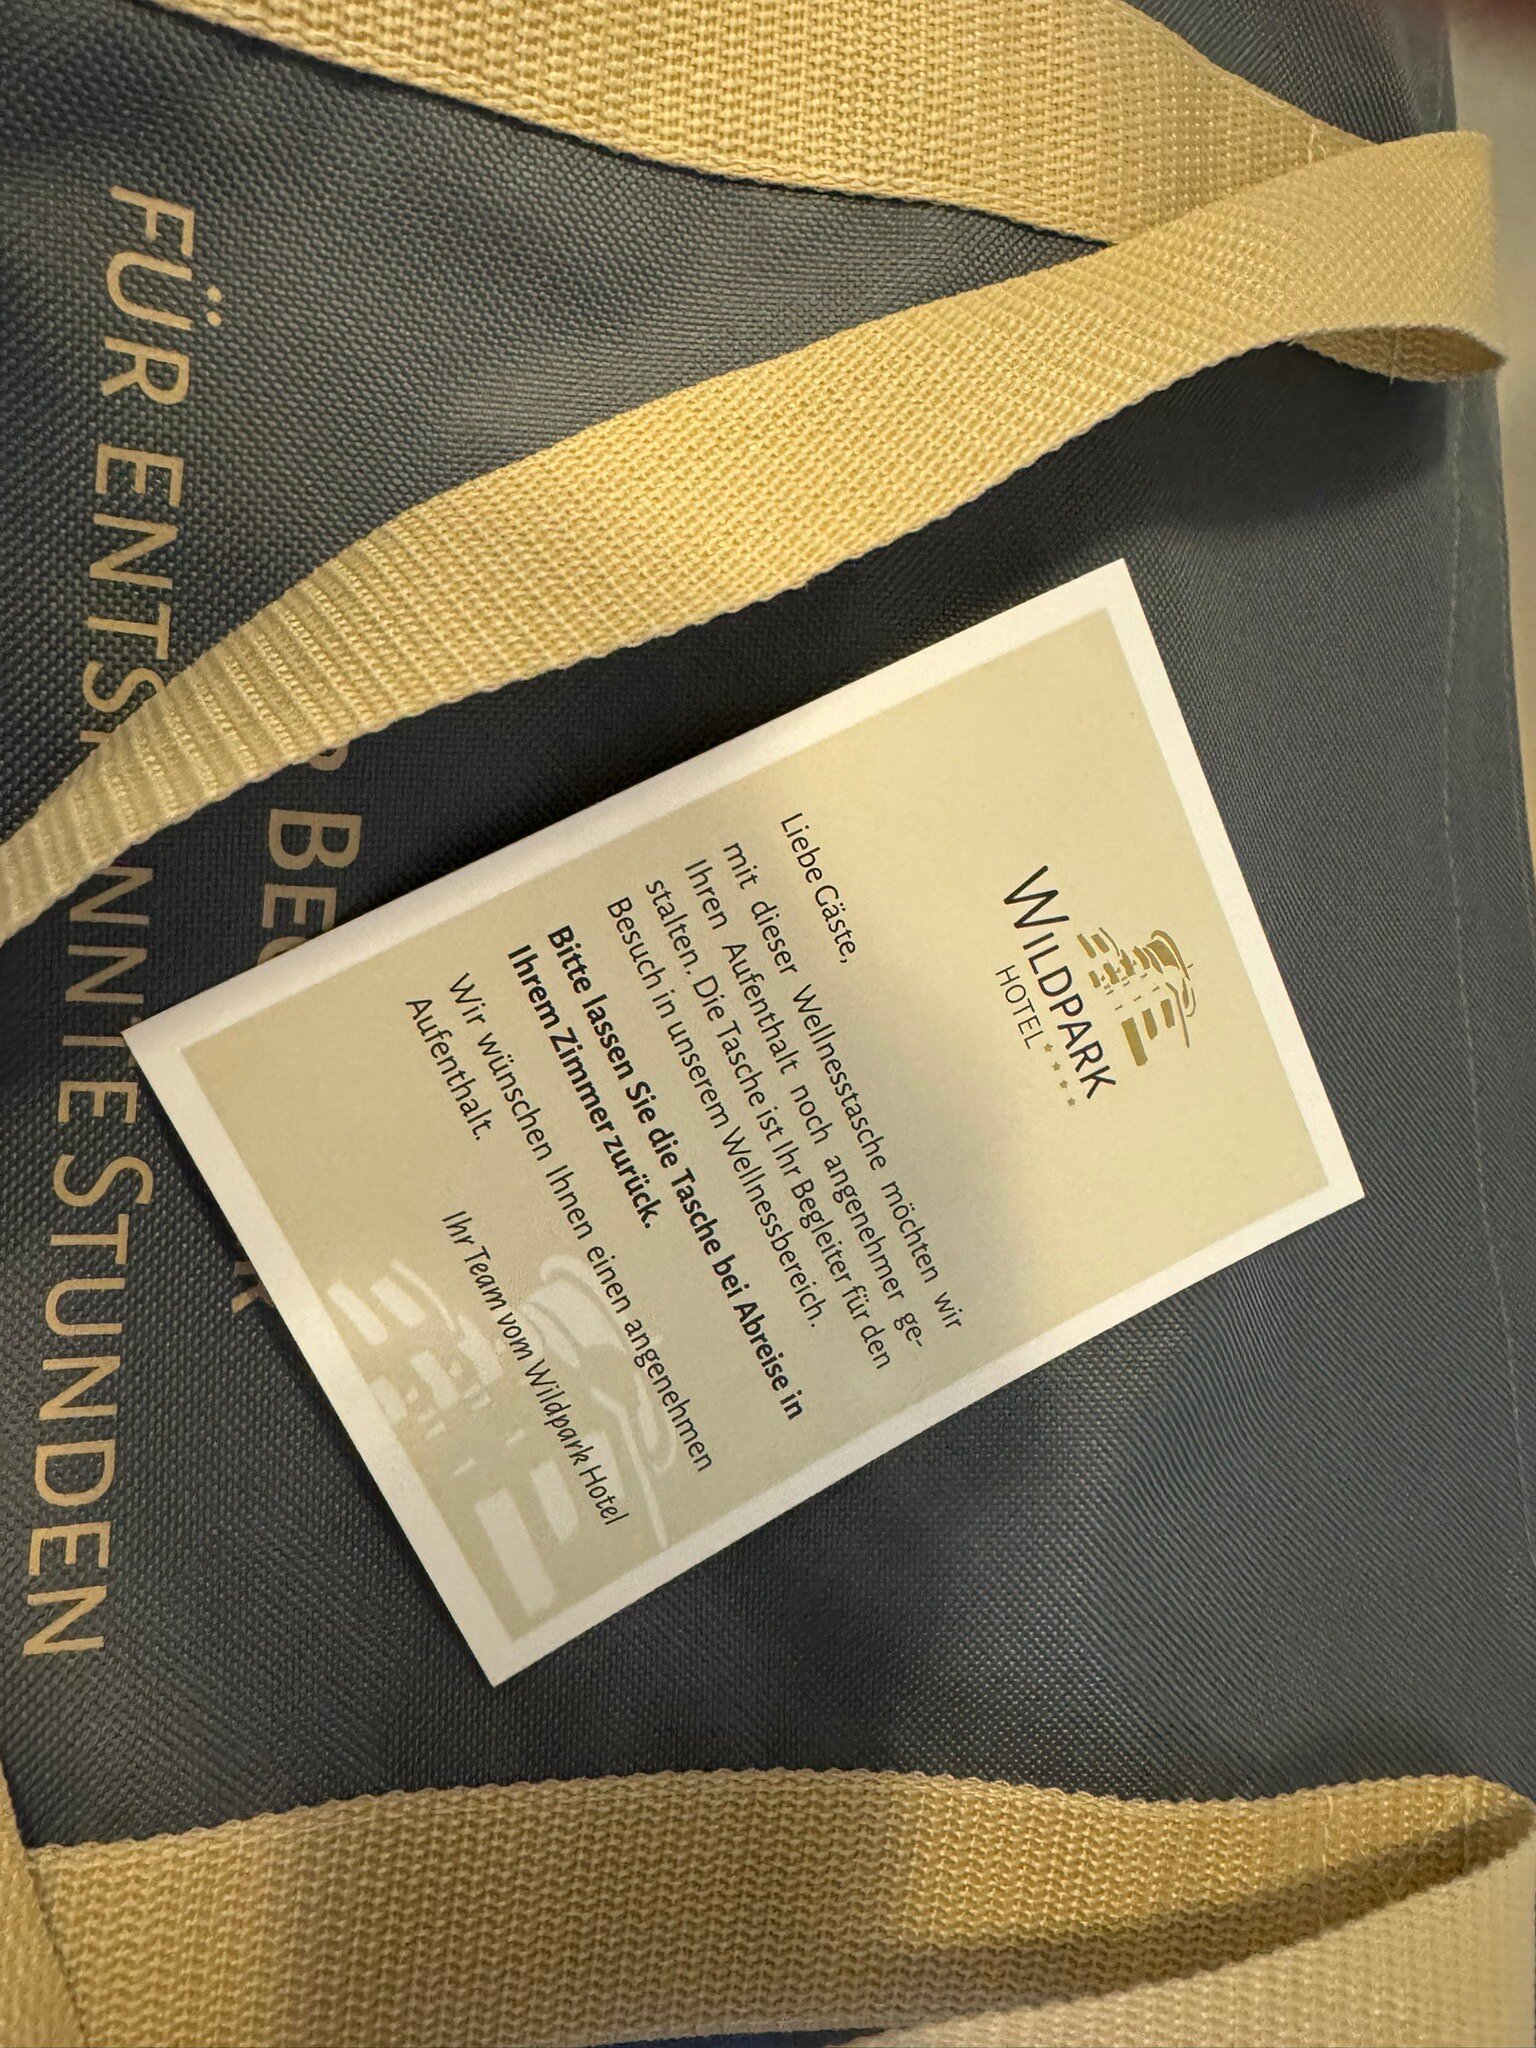 WILDPARK
HOTEL****
Liebe Gäste,
mit dieser Wellnesstasche möchten wir
Ihren Aufenthalt noch angenehmer ge-
stalten. Die Tasche ist Ihr Begleiter für den
Besuch in unserem Wellnessbereich.
Bitte lassen Sie die Tasche bei Abreise in
Ihrem Zimmer zurück.
Wir wünschen Ihnen einen angenehmen
Aufenthalt.
Ihr Team vom Wildpark Hotel
FÜR ENTSPANNTE STUNDEN